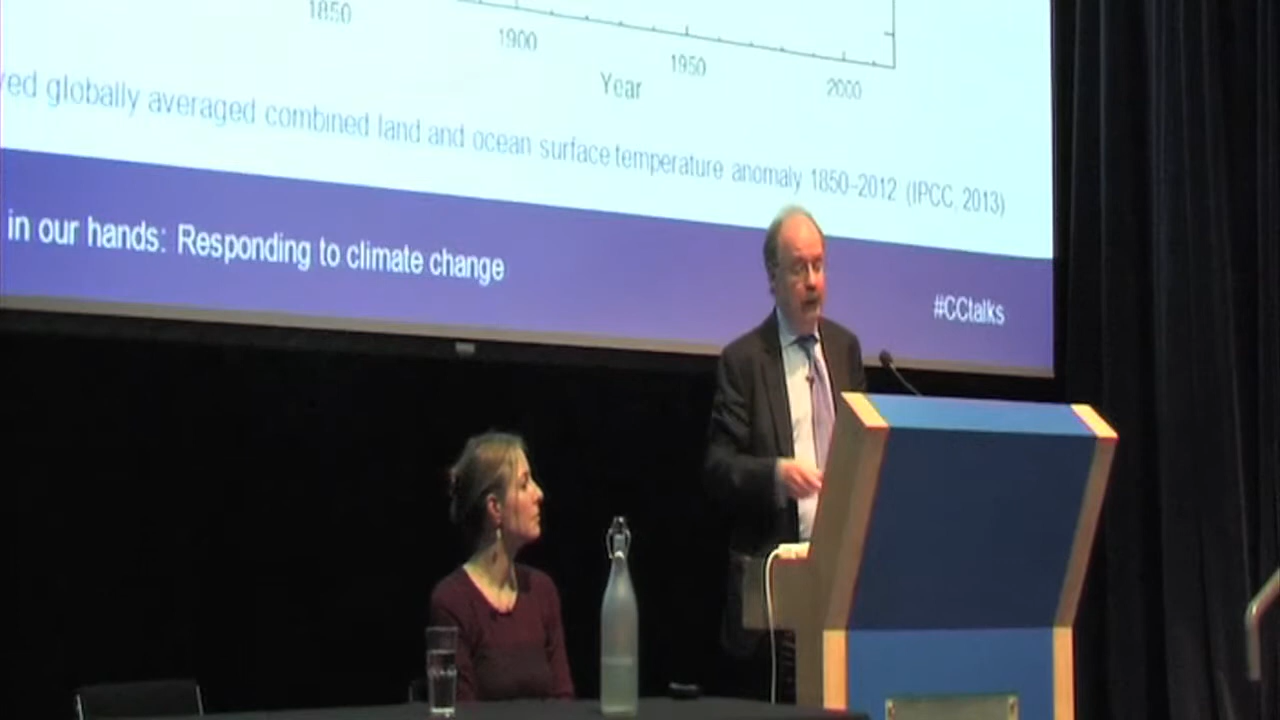 1850
1900
1950
2000
Year
globally averaged combined land and ocean surface temperature anomaly 1850–2012 (IPCC, 2013)
in our hands: Responding to climate change
#CCtalks